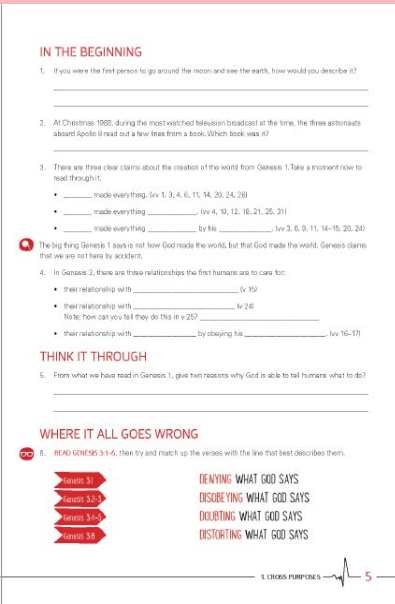 IN THE BEGINNING
1. If you were the first person to go around the moon and see the earth, how would you describe it?
2. At Christmas 1968, during the most watched television broadcast at the time, the three astronauts
aboard Apollo 8 read out a few lines from a book. Which book was it?
3. There are three clear claims about the creation of the world from Genesis 1. Take a moment now to
read through it.
• ________ made everything. (vv 1, 3, 4, 6, 11, 14, 20, 24, 26)
• ________ made everything ______________. (vv 4, 10, 12, 18, 21, 25, 31)
• ________ made everything ______________ by his ______________. (vv 3, 6, 9, 11, 14–15, 20, 24)
The big thing Genesis 1 says is not how God made the world, but that God made the world. Genesis claims
that we are not here by accident.
4. In Genesis 2, there are three relationships the first humans are to care for:
• their relationship with ______________ (v 15)
• their relationship with ______________ (v 24)
Note: how can you tell they do this in v 25? ______________
• their relationship with ______________ by obeying his ______________. (vv 16–17)
THINK IT THROUGH
5. From what we have read in Genesis 1, give two reasons why God is able to tell humans what to do?
WHERE IT ALL GOES WRONG
6. READ GENESIS 3:1-6, then try and match up the verses with the line that best describes them.
Genesis 3:1 DENYING WHAT GOD SAYS
Genesis 3:2-3 DISOBEYING WHAT GOD SAYS
Genesis 3:4-5 DOUBTING WHAT GOD SAYS
Genesis 3:6 DISTORTING WHAT GOD SAYS
1. CROSS PURPOSES 5